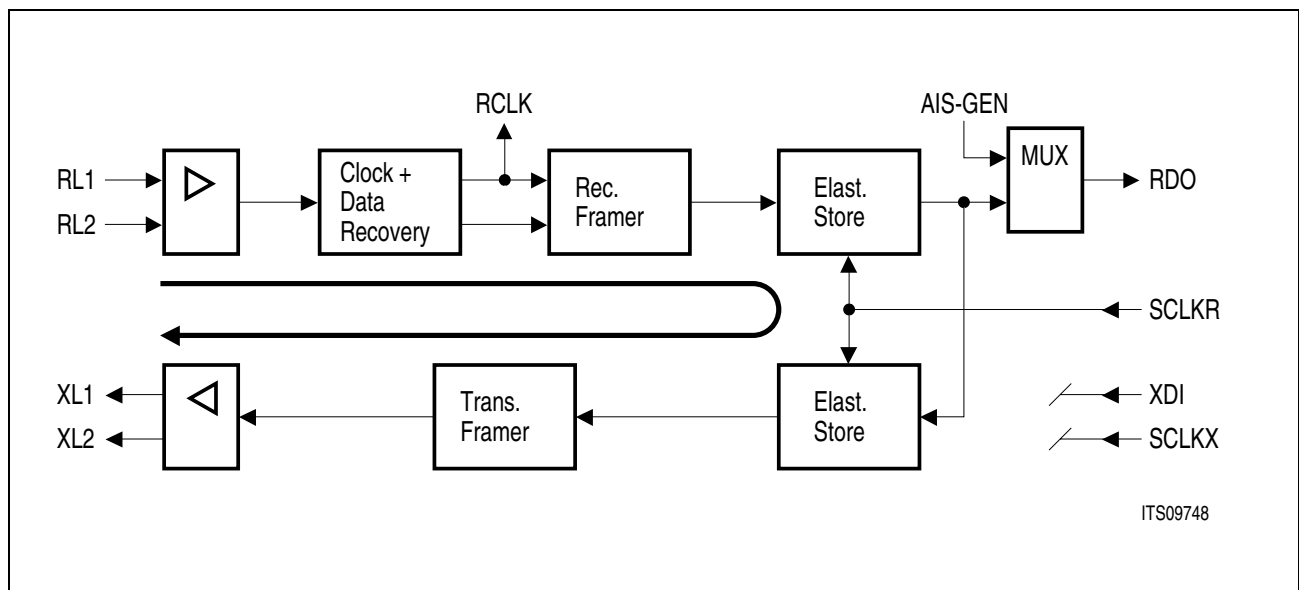 RCLK
AIS-GEN
RL1
RL2
Clock +
Data
Recovery
Rec.
Framer
Elast.
Store
MUX
RDO
SCLKR
XL1
XL2
Trans.
Framer
Elast.
Store
XDI
SCLKX
ITS09748